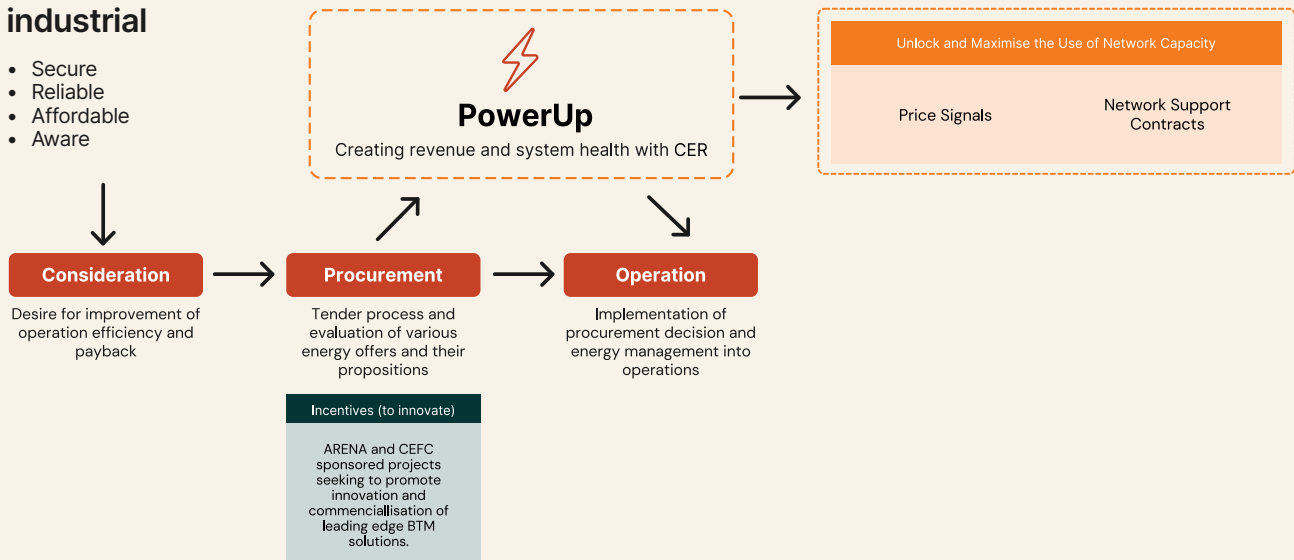 industrial
• Secure
• Reliable
• Affordable
• Aware
PowerUp
Creating revenue and system health with CER
Unlock and Maximise the Use of Network Capacity
Price Signals
Network Support
Contracts
Consideration
Desire for improvement of
operation efficiency and
payback
Procurement
Tender process and
evaluation of various
energy offers and their
propositions
Operation
Implementation of
procurement decision and
energy management into
operations
Incentives (to innovate)
ARENA and CEFC
sponsored projects
seeking to promote
innovation and
commenciallisation of
leading edge BTM
solutions.